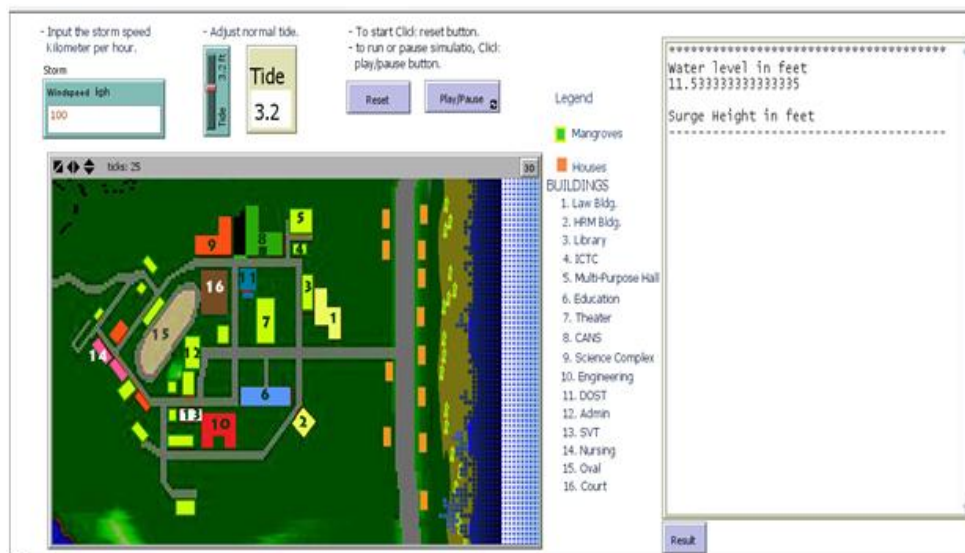 - Input the storm speed
Kilometer per hour.
Storm
Windspeed kph
100
- Adjust normal tide.
Tide
3.2 ft
Tide
3.2
- To start Click reset button.
- to run or pause simulatio, Click:
play/pause button.
Reset
Play/Pause
Legend
Mangroves
Houses
BUILDINGS
1. Law Bldg.
2. HRM Bldg.
3. Library
4. ICTC
5. Multi-Purpose Hall
6. Education
7. Theater
8. CANS
9. Science Complex
10. Engineering
11. DOST
12. Admin
13. SVT
14. Nursing
15. Oval
16. Court
ticks: 25
3D
5
9
8
4
16
11
3
7
1
15
14
12
6
13
10
2
************************************
Water level in feet
11.533333333333335
Surge Height in feet
------------------------------------
Result